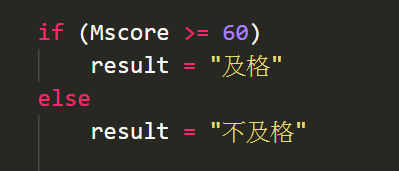 if (Mscore >= 60)
    result = "及格"
else
    result = "不及格"